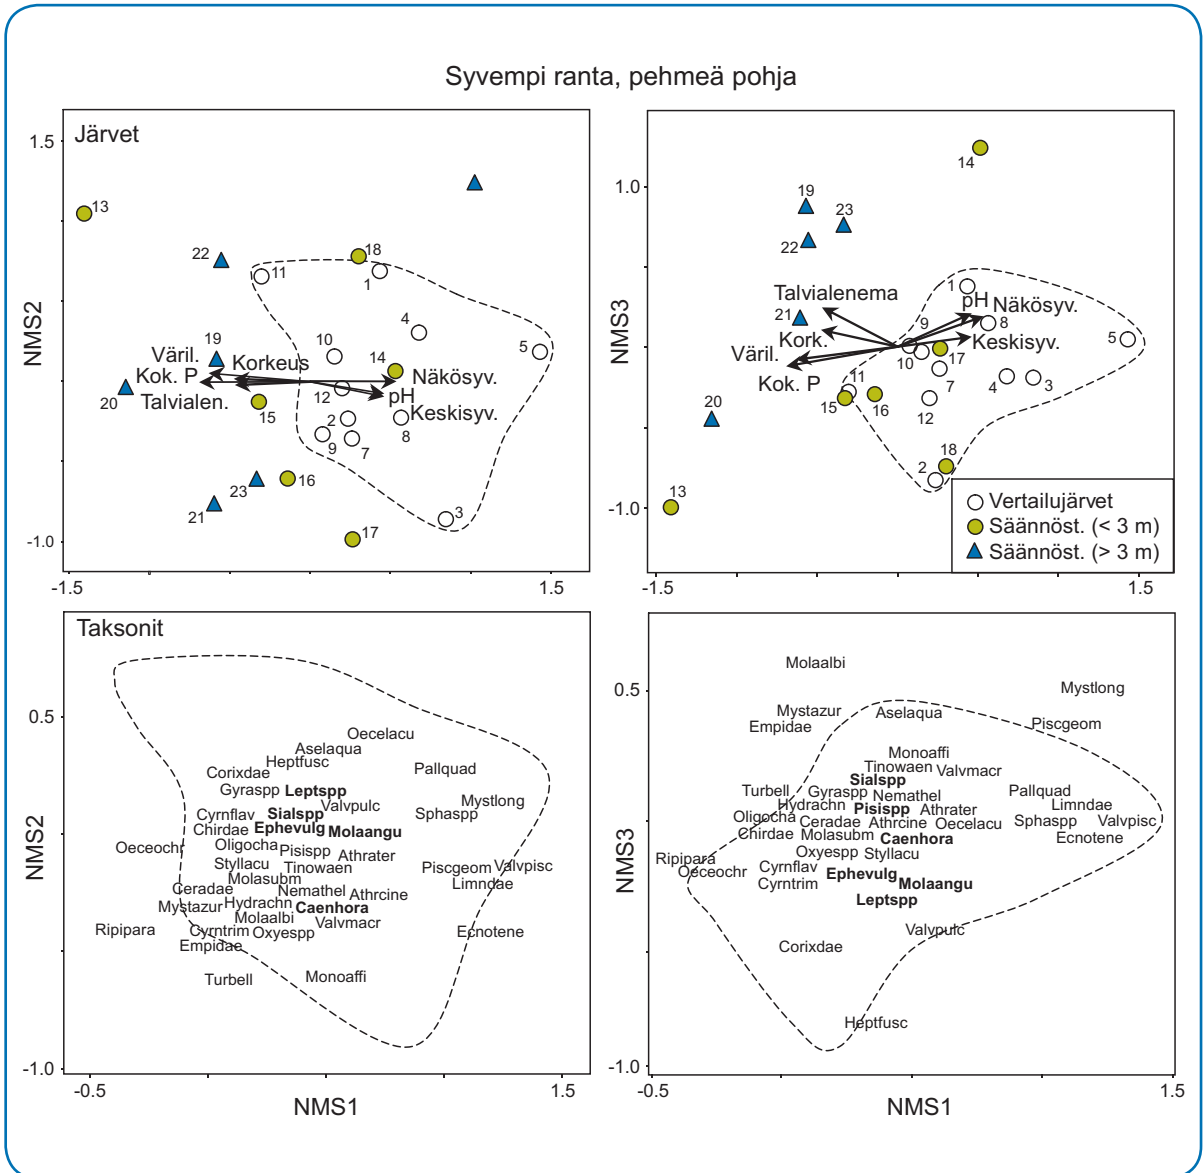 Syvempi ranta, pehmeä pohja
Järvet
1.5
NMS2
-1.0
-1.5
1.5
13
22
11
18
1
4
5
10
14
19
Väril.
Korkeus
Kok. P
Näkösyv.
20
Talvialen.
12
pH
Keskisyv.
15
2
8
9
7
23
16
21
3
17
1.0
NMS3
-1.0
-1.5
1.5
14
19
23
22
Talvialenema
1
pH
Näkösyv.
21
9
8
5
Kork.
10
Keskisyv.
Väril.
17
Kok. P
11
7
4
3
15
16
12
20
18
2
13
Vertailujärvet
Säännöst. (< 3 m)
Säännöst. (> 3 m)
Taksonit
0.5
NMS2
-1.0
-0.5
1.5
NMS1
Oecelacu
Aselaqua
Heptfusc
Corixdae
Pallquad
Gyraspp
Leptspp
Mystlong
Valvpulc
Cyrnflav
Sialspp
Sphaspp
Chirdae
Ephevulg
Molaangu
Oeceochr
Oligocha
Pisispp
Athrater
Styllacu
Tinowaen
Piscgeom
Valvpisc
Molasubm
Limndae
Ceradae
Nemathel
Athrcine
Mystazur
Hydrachn
Caenhora
Molaalbi
Valvmacr
Ripipara
Cyrntrim
Oxyespp
Ecnotene
Empidae
Turbell
Monoaffi
0.5
NMS3
-1.0
-0.5
1.5
NMS1
Molaalbi
Mystlong
Mystazur
Aselaqua
Empidae
Piscgeom
Monoaffi
Tinowaen
Valvmacr
Sialspp
Turbell
Gyraspp
Nemathel
Pallquad
Hydrachn
Pisispp
Athrater
Limndae
Oligocha
Ceradae
Athrcine
Oecelacu
Sphaspp
Valvpisc
Chirdae
Molasubm
Caenhora
Ecnotene
Oxyespp
Styllacu
Ripipara
Oeceochr
Cyrnflav
Ephevulg
Cyrntrim
Molaangu
Leptspp
Valvpulc
Corixdae
Heptfusc